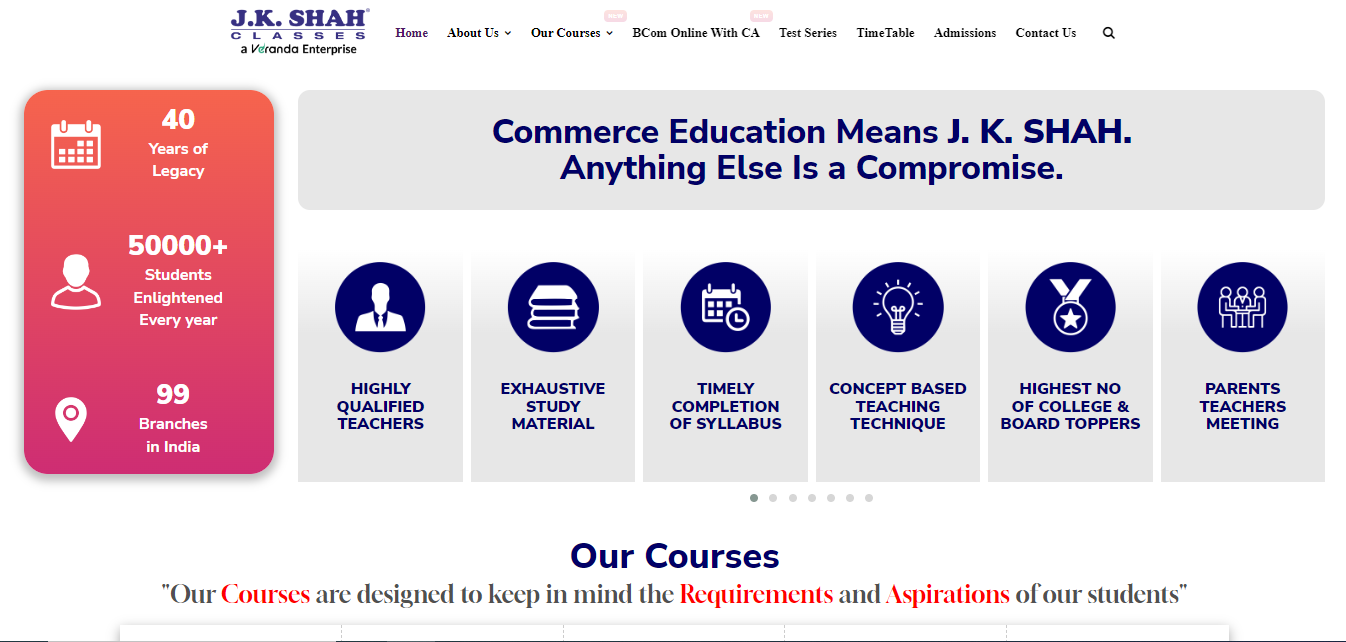 J.K. SHAH®
CLASSES
a Veranda Enterprise
Home
About Us
NEW
Our Courses
NEW
BCom Online With CA
Test Series
TimeTable
Admissions
Contact Us
40
Years of
Legacy
50000+
Students
Enlightened
Every year
99
Branches
in India
Commerce Education Means J. K. SHAH.
Anything Else Is a Compromise.
HIGHLY
QUALIFIED
TEACHERS
EXHAUSTIVE
STUDY
MATERIAL
TIMELY
COMPLETION
OF SYLLABUS
CONCEPT BASED
TEACHING
TECHNIQUE
HIGHEST NO
OF COLLEGE &
BOARD TOPPERS
PARENTS
TEACHERS
MEETING
Our Courses
"Our Courses are designed to keep in mind the Requirements and Aspirations of our students"